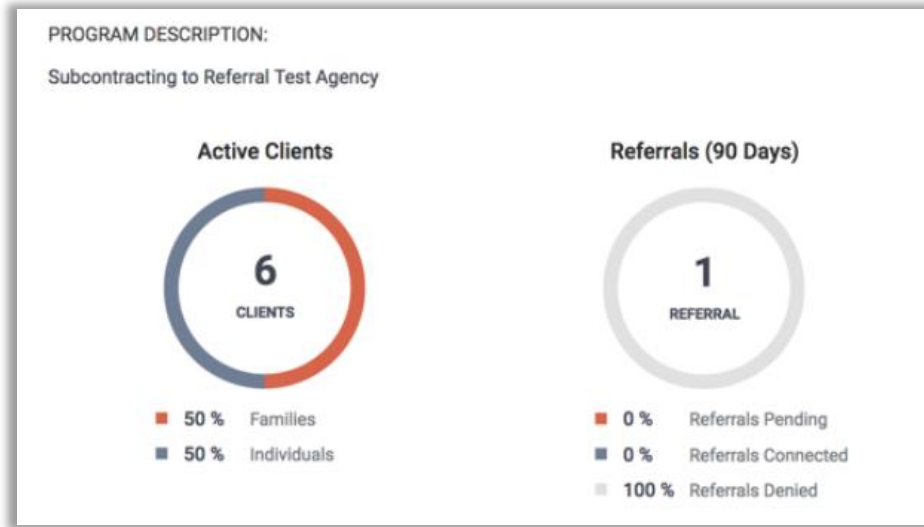 PROGRAM DESCRIPTION:
Subcontracting to Referral Test Agency
Active Clients
6
CLIENTS
50 % Families
50 % Individuals
Referrals (90 Days)
1
REFERRAL
0 % Referrals Pending
0 % Referrals Connected
100 % Referrals Denied